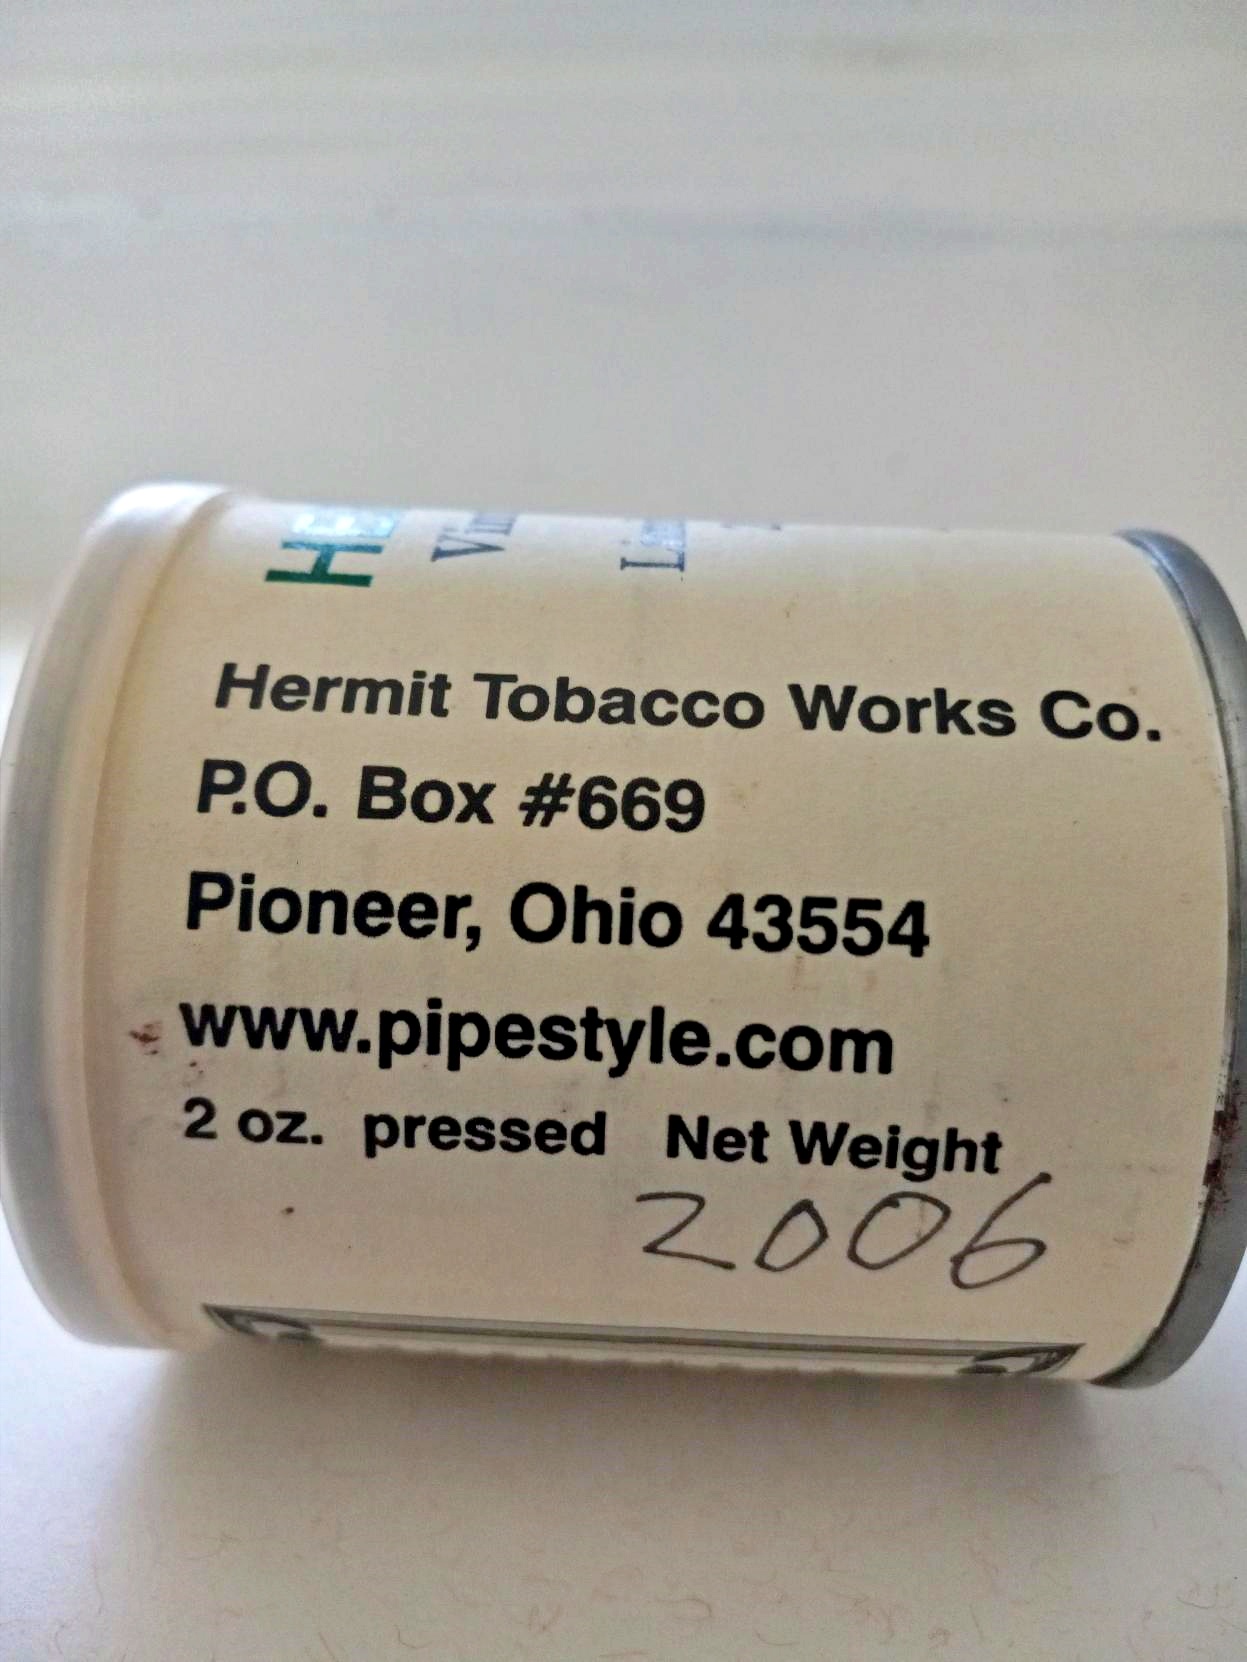 Hermit Tobacco Works Co.
P.O. Box #669
Pioneer, Ohio 43554
www.pipestyle.com
2 oz. pressed Net Weight
2006